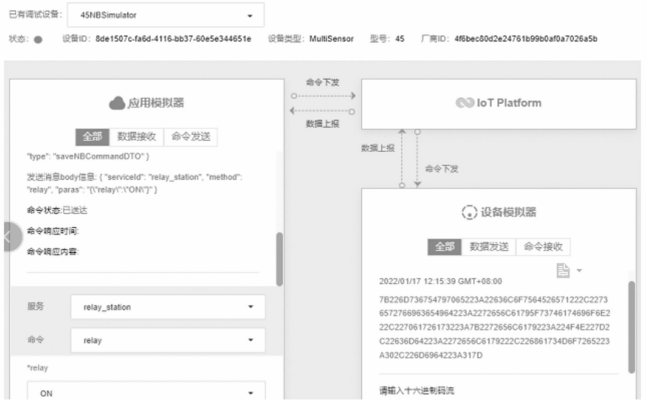 已有调试设备：
45NBSimulator
状态：
设备ID： 8de1507c-fa6d-4116-bb37-60e5e344651e
设备类型： MultiSensor
型号： 45
厂商ID： 4f6bec80d2e24761b99b0af0a7026a5b
应用模拟器
全部 数据接收 命令发送
"type": "saveNBCommandDTO" }
发送消息body信息: { "serviceId": "relay_station", "method":
"relay", "paras": "{\"relay\":\"ON\"}" }
命令状态:已送达
命令响应时间:
命令响应内容:
服务
relay_station
命令
relay
*relay
ON
命令下发
数据上报
IoT Platform
数据上报
命令下发
设备模拟器
全部 数据发送 命令接收
2022/01/17 12:15:39 GMT+08:00
7B226D736754797065223A22636C6F7564526571222C2273
6572766963654964223A2272656C61795F73746174696F6E2
22C227061726173223A7B2272656C6179223A224F4E227D2
C22636D64223A2272656C6179222C226861734D6F7265223
A302C226D6964223A317D
请输入十六进制码流